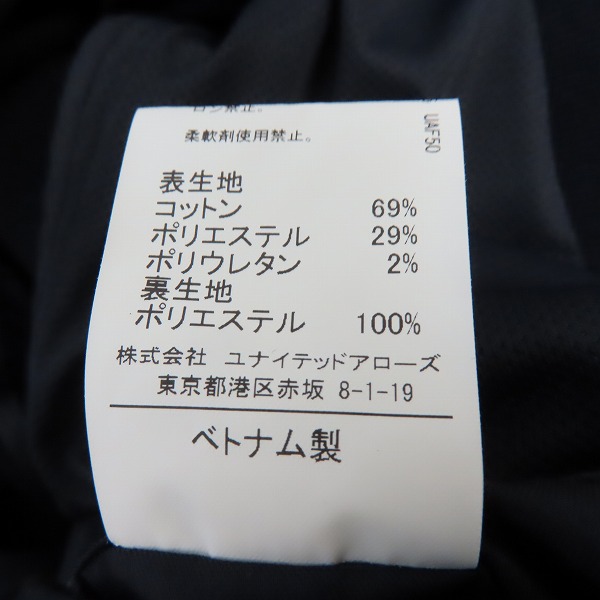 柔軟剤使用禁止。
UAF50
表生地
コットン 69%
ポリエステル 29%
ポリウレタン 2%
裏生地
ポリエステル 100%
株式会社 ユナイテッドアローズ
東京都港区赤坂 8-1-19
ベトナム製